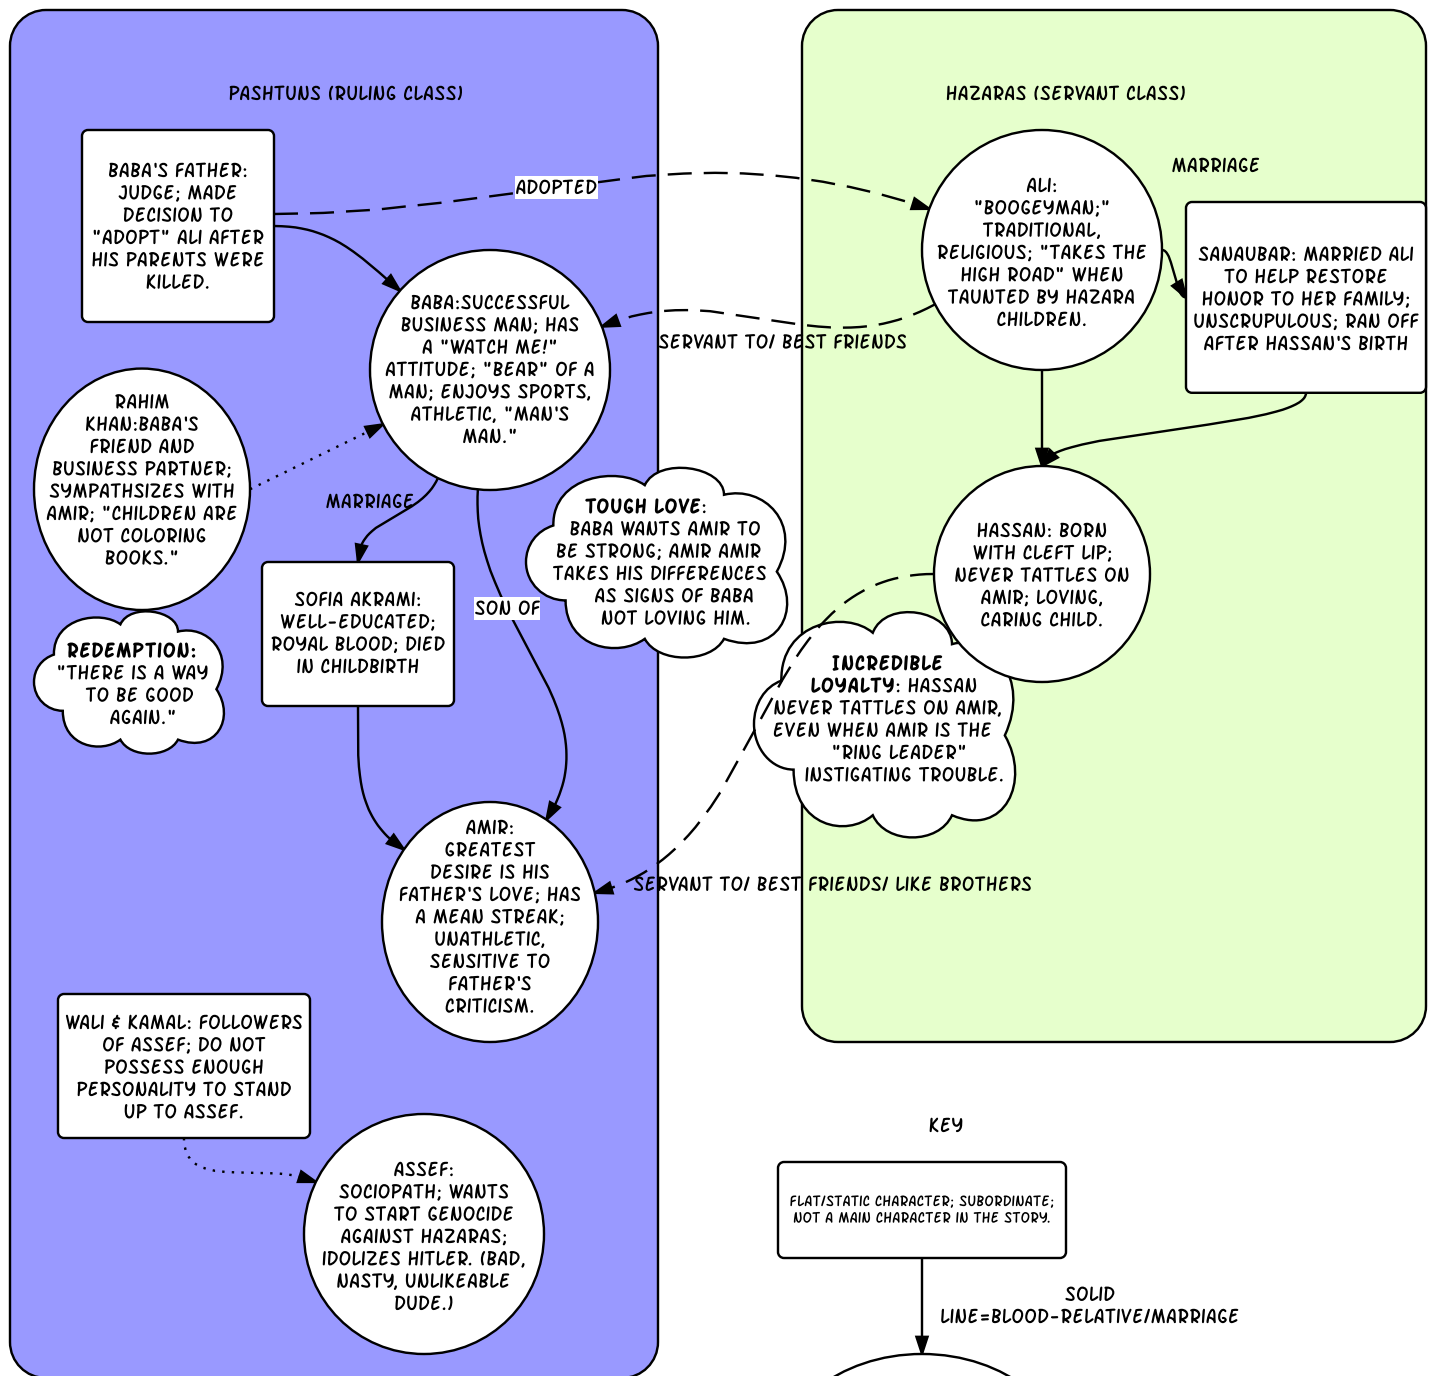 PASHTUNS (RULING CLASS)
BABA'S FATHER:
JUDGE; MADE
DECISION TO
"ADOPT" ALI AFTER
HIS PARENTS WERE
KILLED.
ADOPTED
BABA:SUCCESSFUL
BUSINESS MAN; HAS
A "WATCH ME!"
ATTITUDE; "BEAR" OF A
MAN; ENJOYS SPORTS,
ATHLETIC, "MAN'S
MAN."
RAHIM
KHAN:BABA'S
FRIEND AND
BUSINESS PARTNER;
SYMPATHSIZES WITH
AMIR; "CHILDREN ARE
NOT COLORING
BOOKS."
REDEMPTION:
"THERE IS A WAY
TO BE GOOD
AGAIN."
MARRIAGE
SOFIA AKRAMI:
WELL-EDUCATED;
ROYAL BLOOD; DIED
IN CHILDBIRTH
SON OF
TOUGH LOVE:
BABA WANTS AMIR TO
BE STRONG; AMIR AMIR
TAKES HIS DIFFERENCES
AS SIGNS OF BABA
NOT LOVING HIM.
AMIR:
GREATEST
DESIRE IS HIS
FATHER'S LOVE; HAS
A MEAN STREAK;
UNATHLETIC,
SENSITIVE TO
FATHER'S
CRITICISM.
WALI & KAMAL: FOLLOWERS
OF ASSEF; DO NOT
POSSESS ENOUGH
PERSONALITY TO STAND
UP TO ASSEF.
ASSEF:
SOCIOPATH; WANTS
TO START GENOCIDE
AGAINST HAZARAS;
IDOLIZES HITLER. (BAD,
NASTY, UNLIKEABLE
DUDE.)
HAZARAS (SERVANT CLASS)
ALI:
"BOOGEYMAN;"
TRADITIONAL,
RELIGIOUS; "TAKES THE
HIGH ROAD" WHEN
TAUNTED BY HAZARA
CHILDREN.
MARRIAGE
SANAUBAR: MARRIED ALI
TO HELP RESTORE
HONOR TO HER FAMILY;
UNSCRUPULOUS; RAN OFF
AFTER HASSAN'S BIRTH
SERVANT TO/ BEST FRIENDS
HASSAN: BORN
WITH CLEFT LIP;
NEVER TATTLES ON
AMIR; LOVING,
CARING CHILD.
INCREDIBLE
LOYALTY: HASSAN
NEVER TATTLES ON AMIR,
EVEN WHEN AMIR IS THE
"RING LEADER"
INSTIGATING TROUBLE.
SERVANT TO/ BEST FRIENDS/ LIKE BROTHERS
KEY
FLAT/STATIC CHARACTER; SUBORDINATE;
NOT A MAIN CHARACTER IN THE STORY.
SOLID
LINE=BLOOD-RELATIVE/MARRIAGE